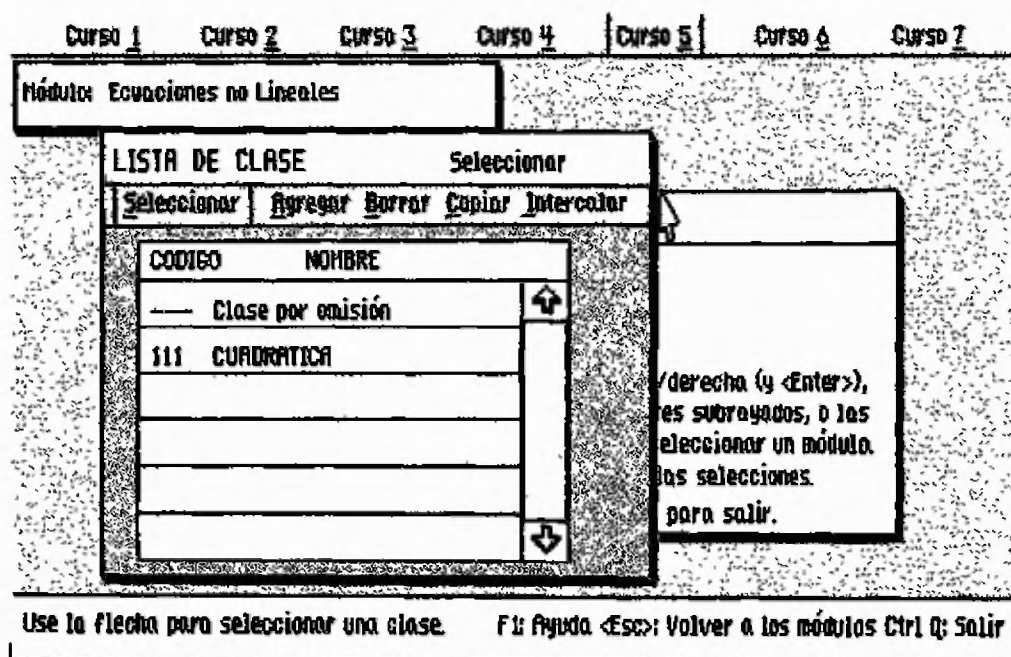 Curso 1 Curso 2 Curso 3 Curso 4 Curso 5 Curso 6 Curso 7
Módulo: Ecuaciones no Lineales
LISTA DE CLASE Seleccionar
Seleccionar Agregar Borrar Copiar Intercalar
CODIGO NOMBRE
--- Clase por omisión
111 CUADRATICA
/derecha (y <Enter>),
res subrayados, o las
eleccionar un módulo.
las selecciones.
para salir.
Use la flecha para seleccionar una clase. F1: Ayuda <Esc>: Volver a los módulos Ctrl Q: Salir